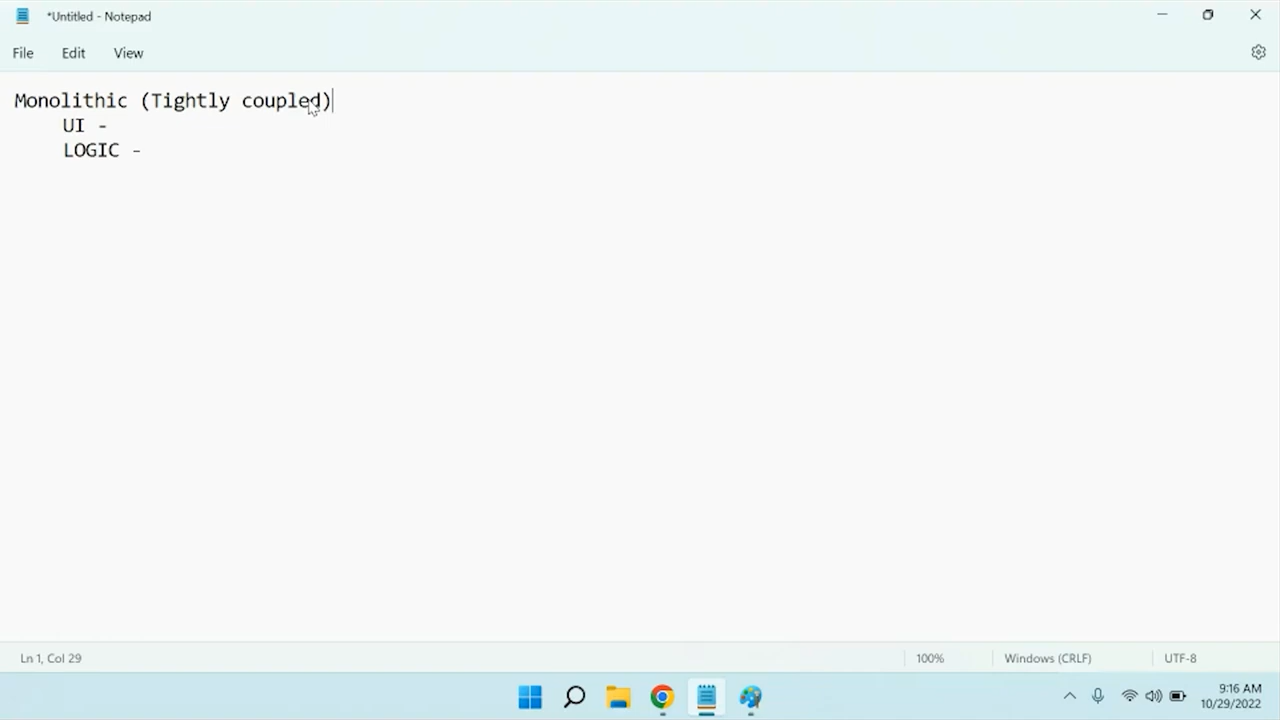 *Untitled - Notepad
File Edit View
Monolithic (Tightly coupled)
UI -
LOGIC -
Ln 1, Col 29 100% Windows (CRLF) UTF-8
9:16 AM
10/29/2022